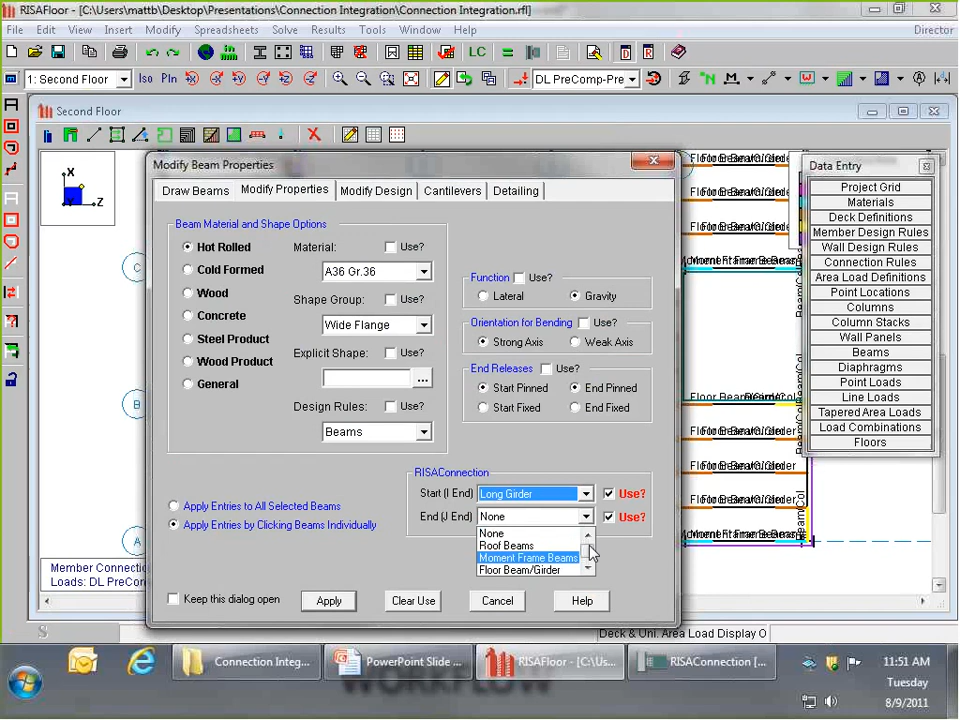 RISAFloor - [C:\Users\mattb\Desktop\Presentations\Connection Integration\Connection Integration.rfl]
File Edit View Insert Modify Spreadsheets Solve Results Tools Window Help Director
LC
1: Second Floor Iso Pln X X Y Y Z Z DL PreComp-Pre
Second Floor
X
Y
Z
C
B
A
Modify Beam Properties
Draw Beams Modify Properties Modify Design Cantilevers Detailing
Beam Material and Shape Options
Hot Rolled
Cold Formed
Wood
Concrete
Steel Product
Wood Product
General
Material: Use?
A36 Gr.36
Shape Group: Use?
Wide Flange
Explicit Shape: Use?
...
Design Rules: Use?
Beams
Function Use?
Lateral Gravity
Orientation for Bending Use?
Strong Axis Weak Axis
End Releases Use?
Start Pinned End Pinned
Start Fixed End Fixed
RISAConnection
Start (I End) Long Girder Use?
End (J End) None Use?
None
Roof Beams
Moment Frame Beams
Floor Beam/Girder
Apply Entries to All Selected Beams
Apply Entries by Clicking Beams Individually
Keep this dialog open Apply Clear Use Cancel Help
Member Connection
Loads: DL PreCo
Beam/Col
Beam/Col
Data Entry
Project Grid
Materials
Deck Definitions
Member Design Rules
Wall Design Rules
Connection Rules
Area Load Definitions
Point Locations
Columns
Column Stacks
Wall Panels
Beams
Diaphragms
Point Loads
Line Loads
Tapered Area Loads
Load Combinations
Floors
S Deck & Uni. Area Load Display O
Connection Integ... PowerPoint Slide ... RISAFloor - [C:\Us... RISAConnection [...
11:51 AM
Tuesday
8/9/2011
WORKFLOW